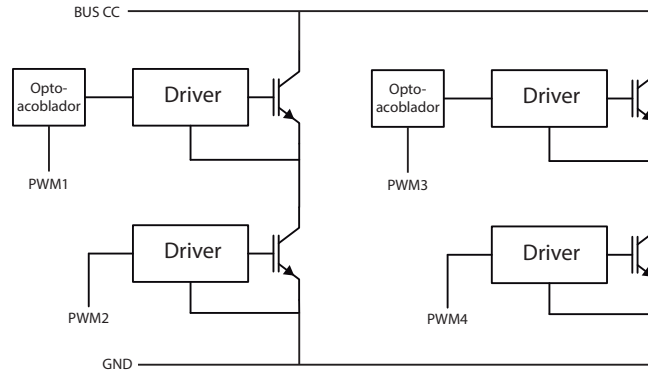 BUS CC
Opto-
acoblador
Driver
Opto-
acoblador
Driver
PWM1
PWM3
Driver
Driver
PWM2
PWM4
GND